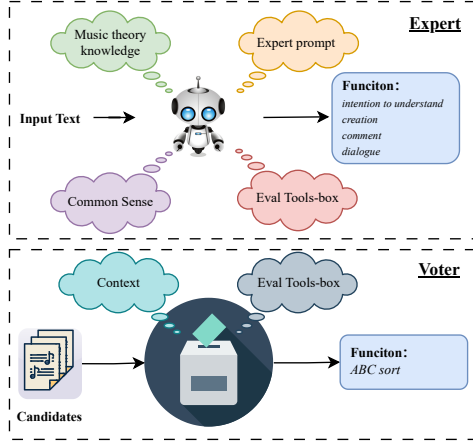 Expert
Music theory
knowledge
Expert prompt
Input Text
Funciton:
intention to understand
creation
comment
dialogue
Common Sense
Eval Tools-box
Voter
Context
Eval Tools-box
Candidates
Funciton:
ABC sort